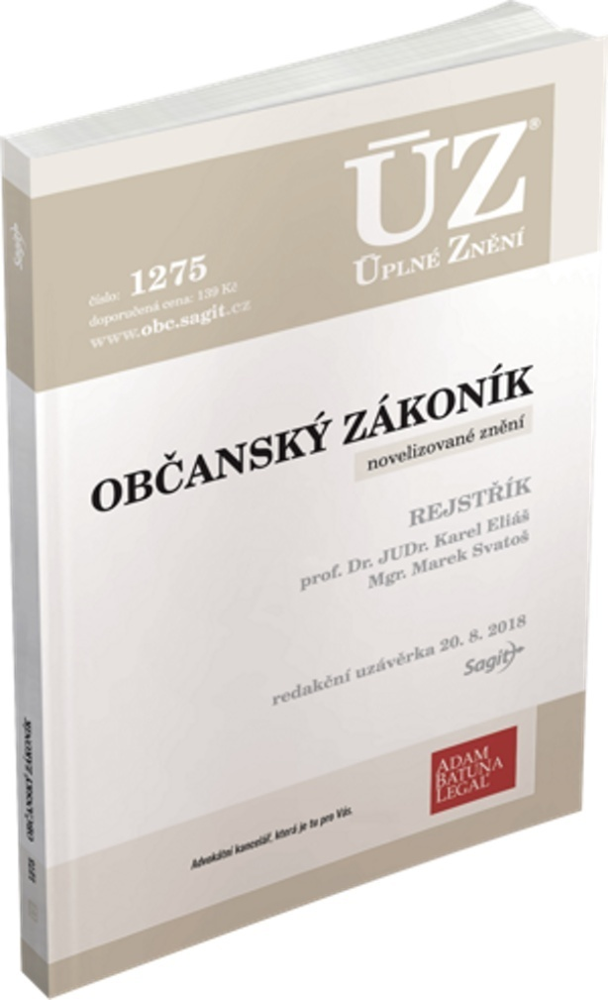 ÚZ®
ÚPLNÉ ZNĚNÍ
číslo: 1275
doporučená cena: 139 Kč
www.obc.sagit.cz
OBČANSKÝ ZÁKONÍK
novelizované znění
REJSTŘÍK
prof. Dr. JUDr. Karel Eliáš
Mgr. Marek Svatoš
redakční uzávěrka 20. 8. 2018
Sagit
ADAM
BATUNA
LEGAL
Advokátní kancelář, která je tu pro Vás.
Sagit
OBČANSKÝ ZÁKONÍK
1275